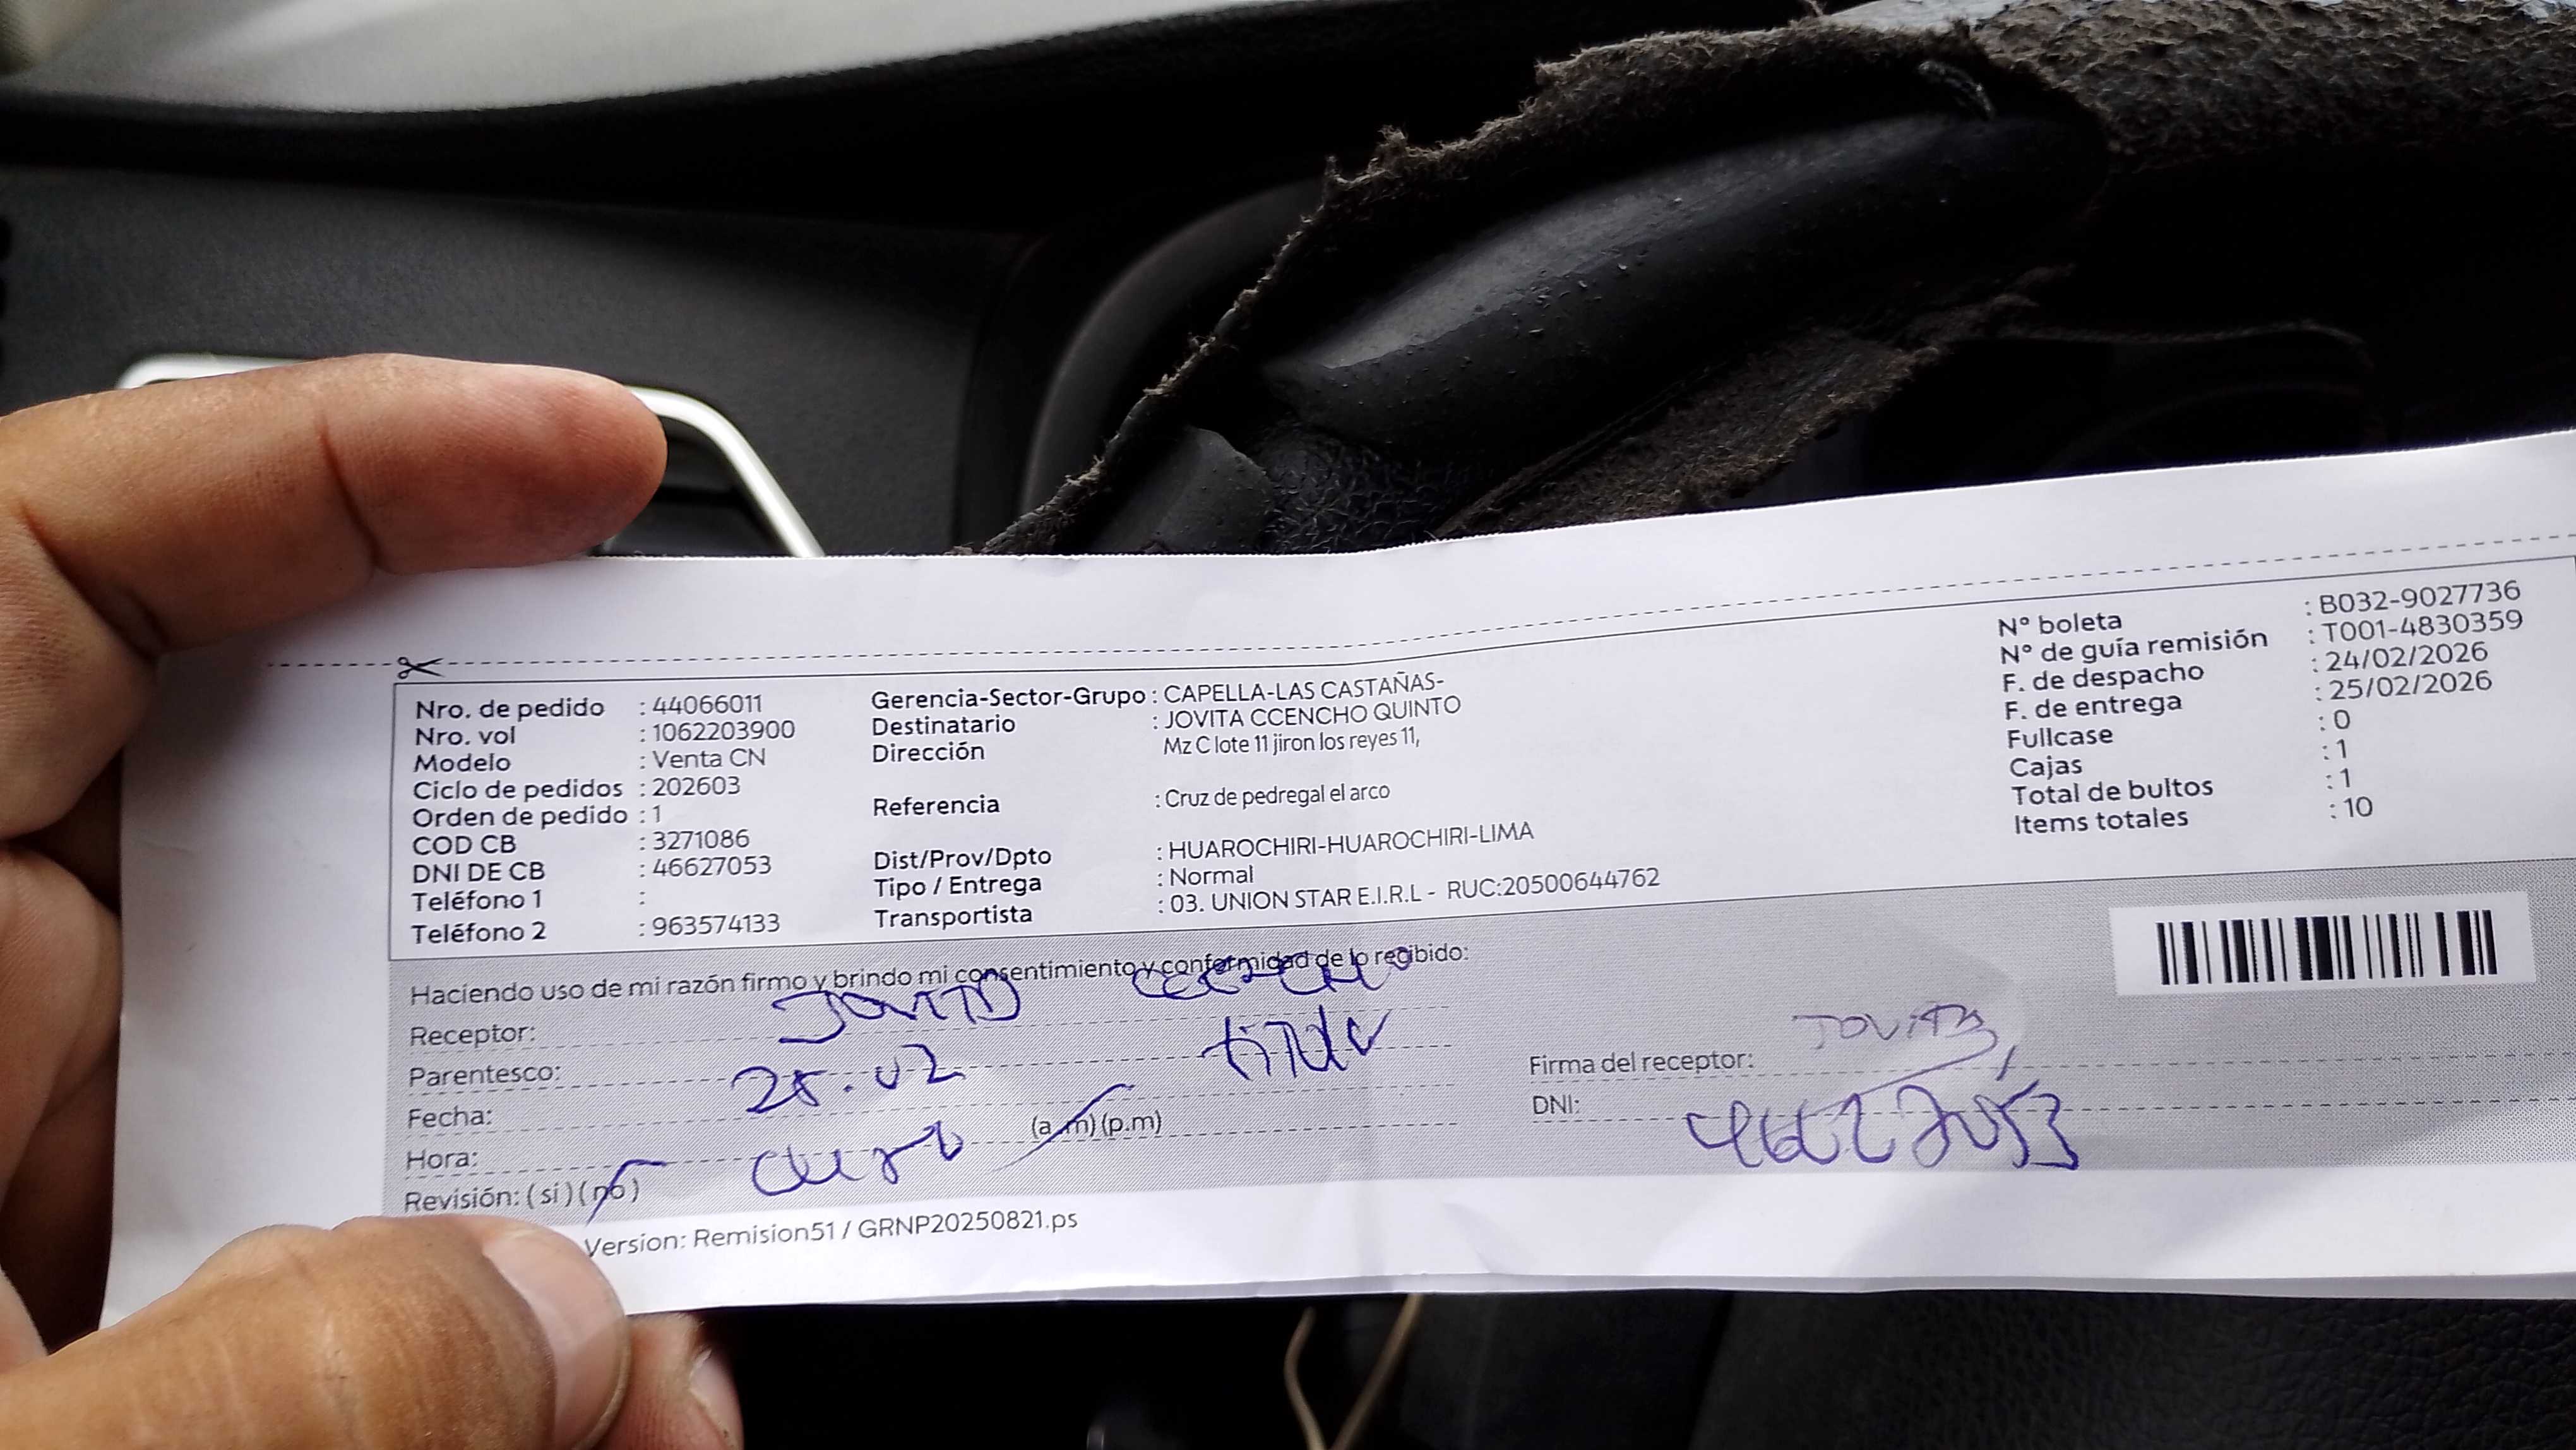 Nro. de pedido : 44066011
Nro. vol : 1062203900
Modelo : Venta CN
Ciclo de pedidos : 202603
Orden de pedido : 1
COD CB : 3271086
DNI DE CB : 46627053
Teléfono 1 :
Teléfono 2 : 963574133
Gerencia-Sector-Grupo : CAPELLA-LAS CASTAÑAS-
Destinatario : JOVITA CCENCHO QUINTO
Dirección Mz C lote 11 jiron los reyes 11,
Referencia : Cruz de pedregal el arco
Dist/Prov/Dpto : HUAROCHIRI-HUAROCHIRI-LIMA
Tipo / Entrega : Normal
Transportista : 03. UNION STAR E.I.R.L - RUC:20500644762
N° boleta : B032-9027736
N° de guía remisión : T001-4830359
F. de despacho : 24/02/2026
F. de entrega : 25/02/2026
Fullcase : 0
Cajas : 1
Total de bultos : 1
Items totales : 10
Haciendo uso de mi razón firmo y brindo mi consentimiento y conformidad de lo recibido:
Receptor: JOVITA CCENCHO
Parentesco:
Fecha: 25.02
Hora: (a.m) (p.m)
Revisión: (si) (no)
Firma del receptor: JOVITA
DNI: 46627053
Version: Remision51 / GRNP20250821.ps